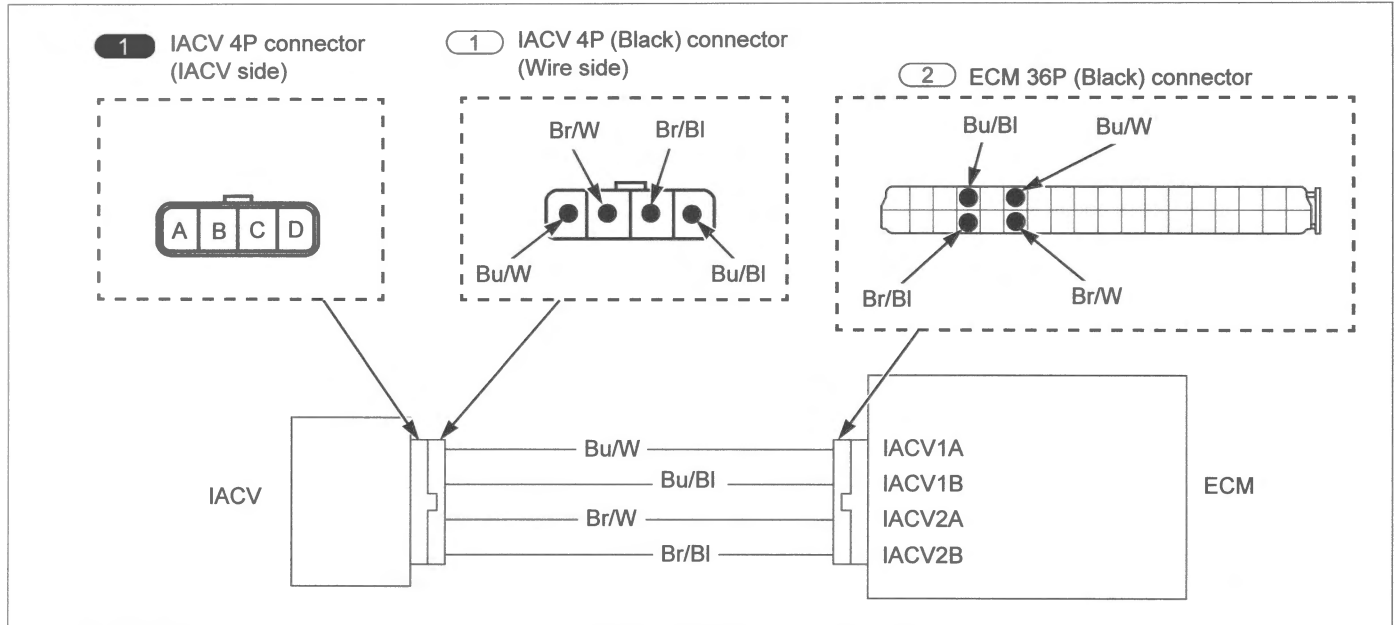 1 IACV 4P connector
(IACV side)
1 IACV 4P (Black) connector
(Wire side)
2 ECM 36P (Black) connector
Br/W Br/Bl
Bu/Bl Bu/W
A B C D
Bu/W Bu/Bl
Br/Bl Br/W
Bu/W IACV1A
Bu/Bl IACV1B
IACV ECM
Br/W IACV2A
Br/Bl IACV2B